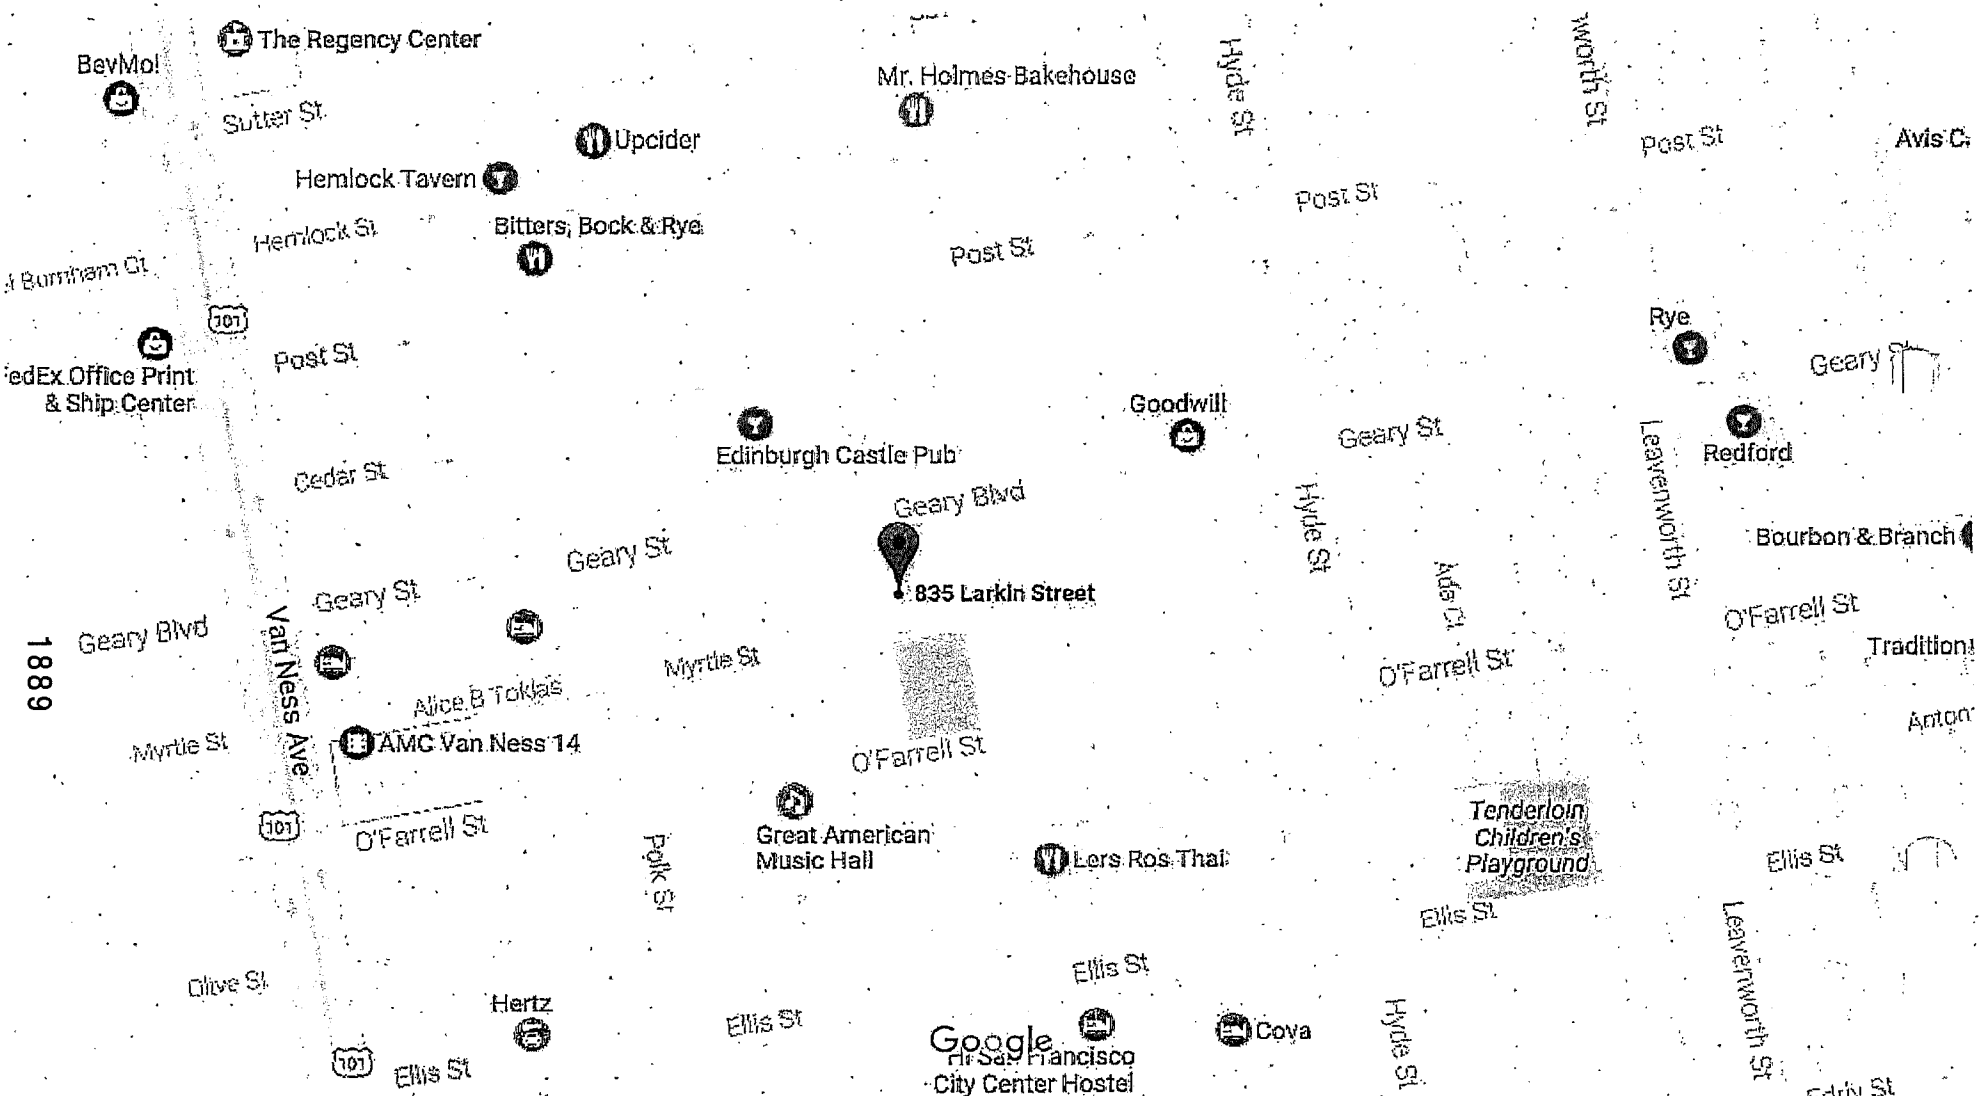 The Regency Center
BevMo!
Mr. Holmes Bakehouse
Hyde St
worth St
Sutter St
Upcider
Post St
Avis
Hemlock Tavern
Post St
Hemlock St
Bitters, Bock & Rye
Post St
Burnham Ct
101
Rye
Post St
Geary
edEx Office Print
& Ship Center
Goodwill
Geary St
Leavenworth St
Redford
Edinburgh Castle Pub
Cedar St
Geary Blvd
Hyde St
Bourbon & Branch
Geary St
Ada Ct
835 Larkin Street
Geary St
O'Farrell St
Geary Blvd
Van Ness Ave
1889
Myrtle St
O'Farrell St
Tradition
Alice B Toklas
Anton
Myrtle St
AMC Van Ness 14
O'Farrell St
101
O'Farrell St
Great American
Music Hall
Polk St
Lers Ros Thai
Tenderloin
Children's
Playground
Ellis St
Ellis St
Leavenworth St
Olive St
Ellis St
Hertz
Ellis St
Google
Hi San Francisco
City Center Hostel
Cova
Hyde St
101
Ellis St
Eddy St